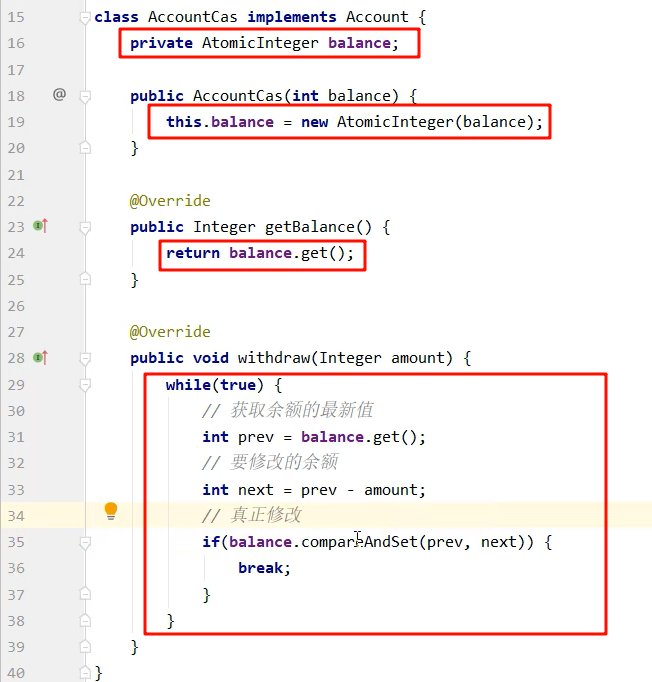 15 class AccountCas implements Account {
16 private AtomicInteger balance;
17
18 @ public AccountCas(int balance) {
19 this.balance = new AtomicInteger(balance);
20 }
21
22 @Override
23 public Integer getBalance() {
24 return balance.get();
25 }
26
27 @Override
28 public void withdraw(Integer amount) {
29 while(true) {
30 // 获取余额的最新值
31 int prev = balance.get();
32 // 要修改的余额
33 int next = prev - amount;
34 // 真正修改
35 if(balance.compareAndSet(prev, next)) {
36 break;
37 }
38 }
39 }
40 }